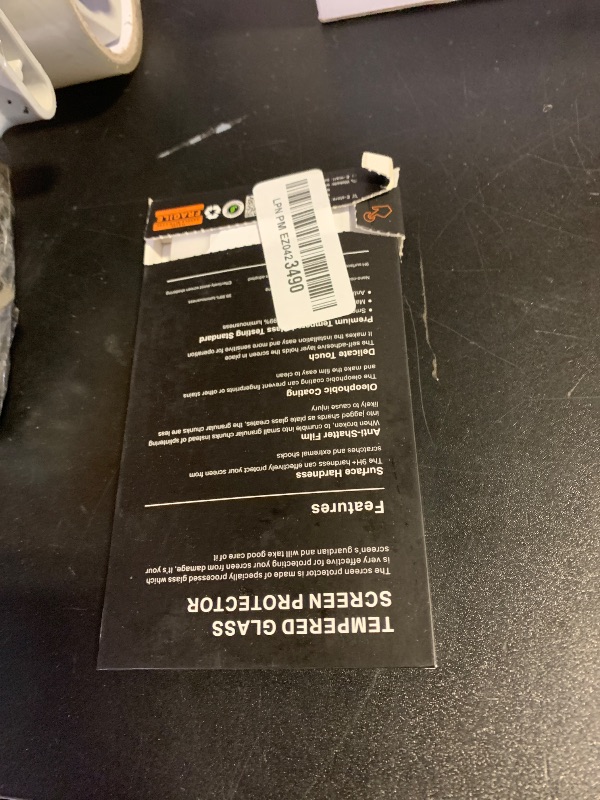 TEMPERED GLASS
SCREEN PROTECTOR
The screen protector is made of specially processed glass which
is very effective for protecting your screen from damage, it's your
screen's guardian and will take good care of it
Features
Surface Hardness
The 9H+ hardness can effectively protect your screen from
scratches and extremal shocks
Anti-Shatter Film
When broken, to crumble into small granular chunks instead of splintering
into jagged shards as plate glass creates, the granular chunks are less
likely to cause injury
Oleophobic Coating
The oleophobic coating can prevent fingerprints or other stains
and make the film easy to clean
Delicate Touch
The self-adhesive layer holds the screen in place
It makes the installation easy and more sensitive for operation
Premium Glass Testing Standard
99% luminousness
LPN PM EZ0423490
FRAGILE